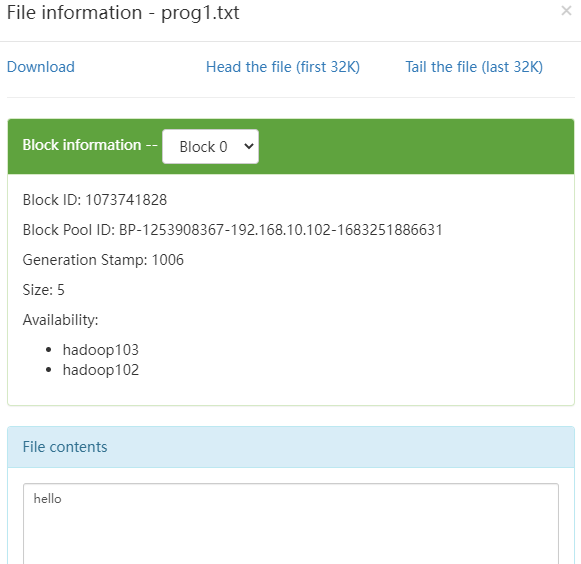 File information - prog1.txt ×
Download Head the file (first 32K) Tail the file (last 32K)
Block information -- Block 0
Block ID: 1073741828
Block Pool ID: BP-1253908367-192.168.10.102-1683251886631
Generation Stamp: 1006
Size: 5
Availability:
• hadoop103
• hadoop102
File contents
hello